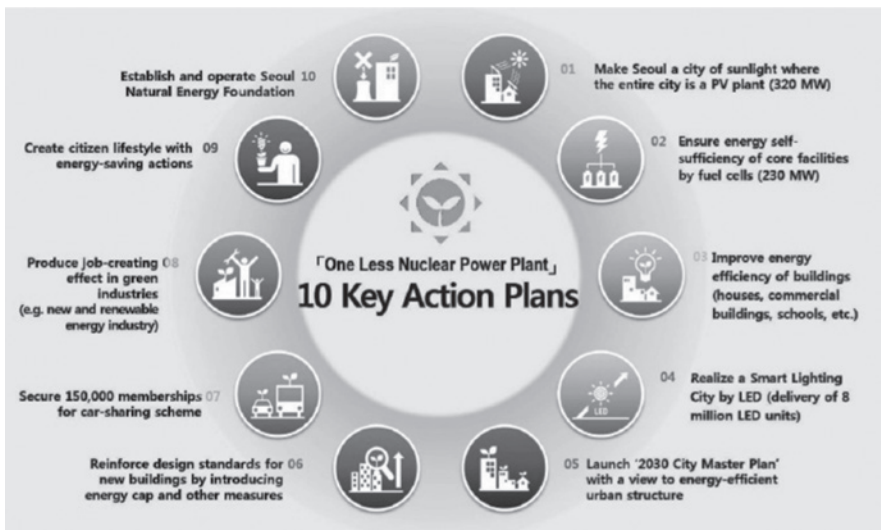 「One Less Nuclear Power Plant」
10 Key Action Plans
01 Make Seoul a city of sunlight where
the entire city is a PV plant (320 MW)
02 Ensure energy self-
sufficiency of core facilities
by fuel cells (230 MW)
03 Improve energy
efficiency of buildings
(houses, commercial
buildings, schools, etc.)
04 Realize a Smart Lighting
City by LED (delivery of 8
million LED units)
LED
05 Launch '2030 City Master Plan'
with a view to energy-efficient
urban structure
Reinforce design standards for 06
new buildings by introducing
energy cap and other measures
Secure 150,000 memberships 07
for car-sharing scheme
Produce job-creating 08
effect in green
industries
(e.g. new and renewable
energy industry)
Create citizen lifestyle with 09
energy-saving actions
Establish and operate Seoul 10
Natural Energy Foundation